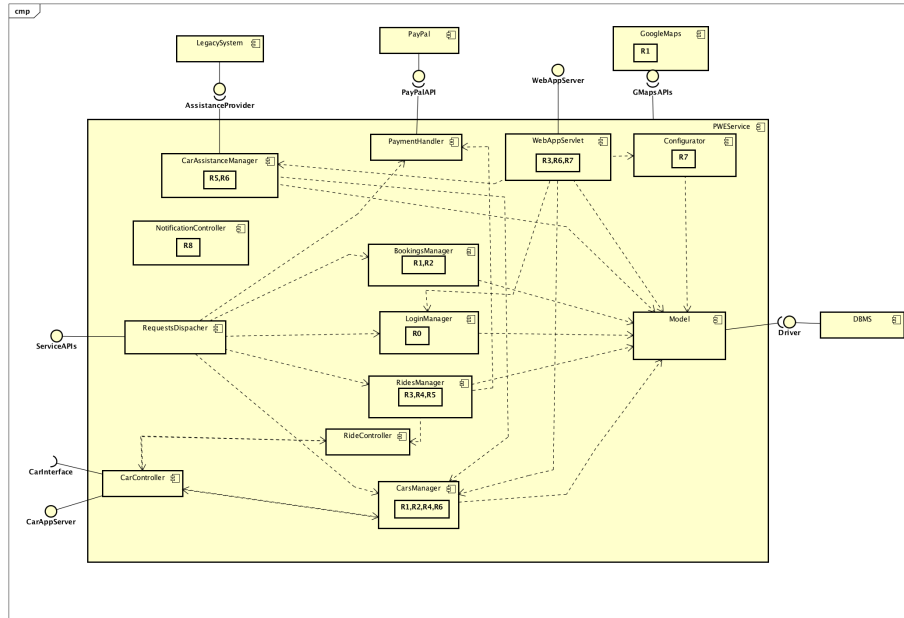 cmp
LegacySystem
PayPal
GoogleMaps
R1
WebAppServer
AssistanceProvider
PayPalAPI
GMapsAPIs
PWEService
CarAssistanceManager
R5,R6
PaymentHandler
WebAppServlet
R3,R6,R7
Configurator
R7
NotificationController
R8
BookingsManager
R1,R2
RequestsDispacher
LoginManager
R0
Model
DBMS
ServiceAPIs
Driver
RidesManager
R3,R4,R5
RideController
CarInterface
CarController
CarsManager
R1,R2,R4,R6
CarAppServer